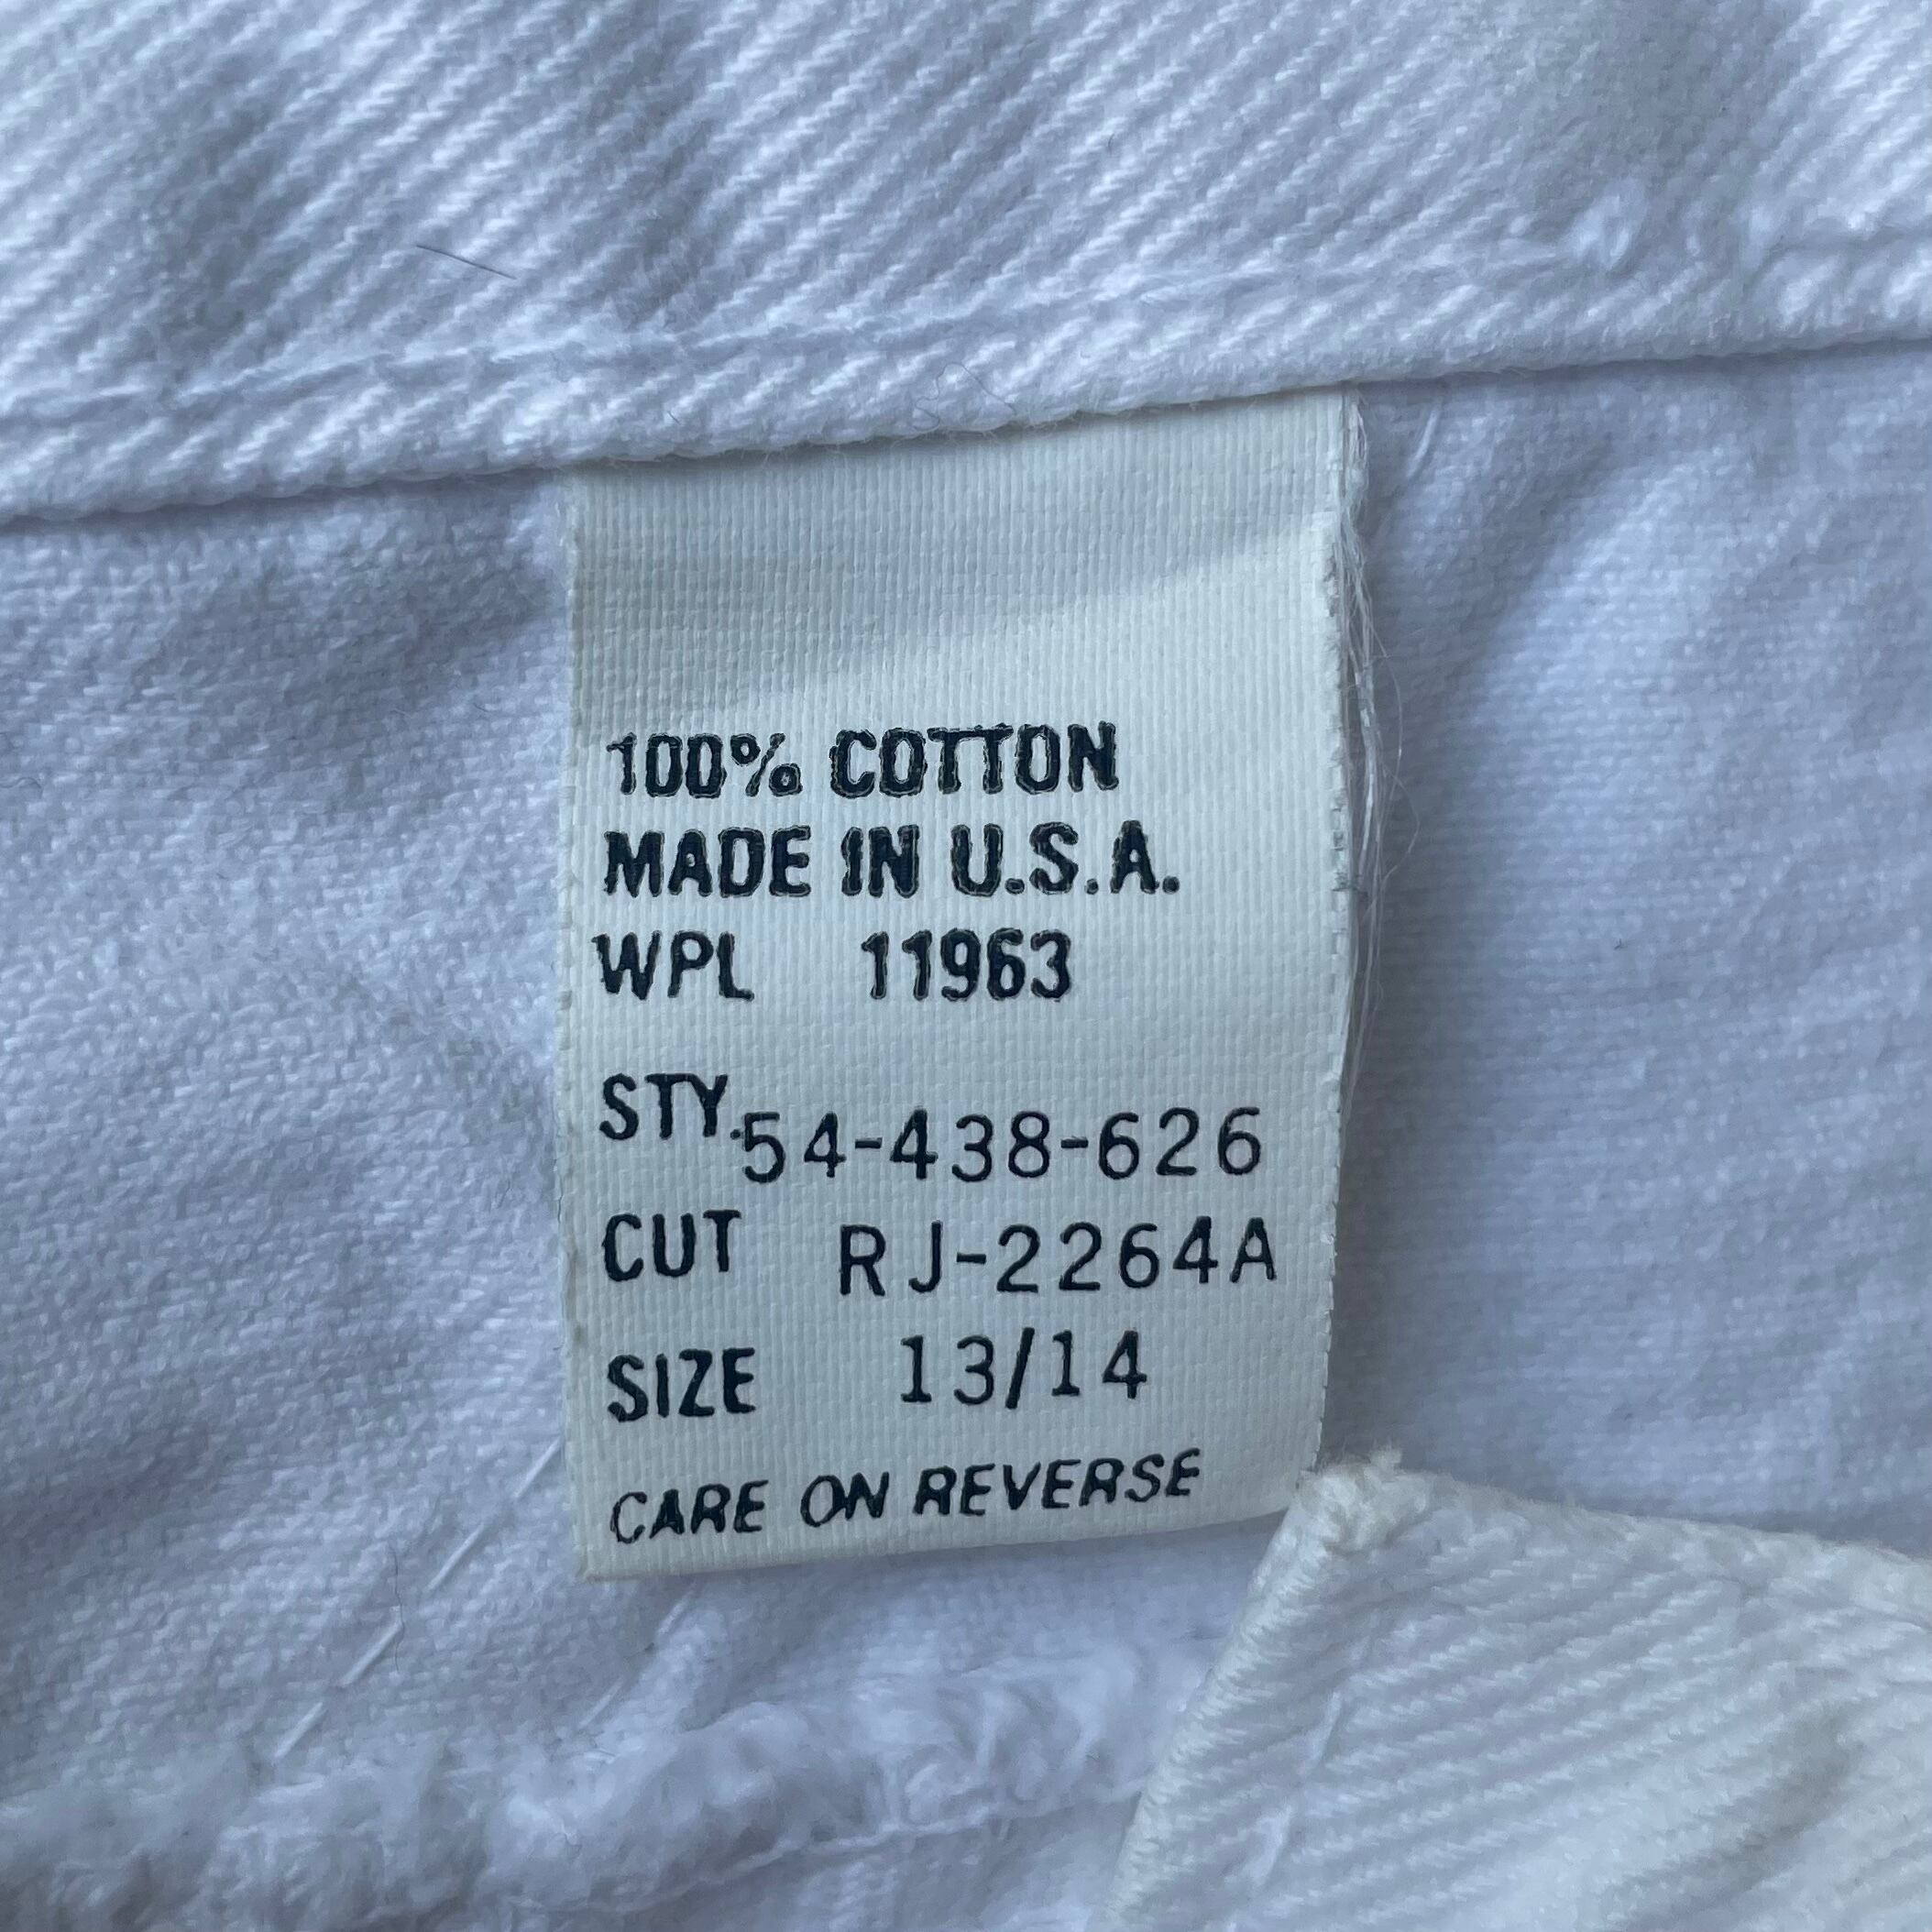 100% COTTON
MADE IN U.S.A.
WPL 11963
STY. 54-438-626
CUT RJ-2264A
SIZE 13/14
CARE ON REVERSE